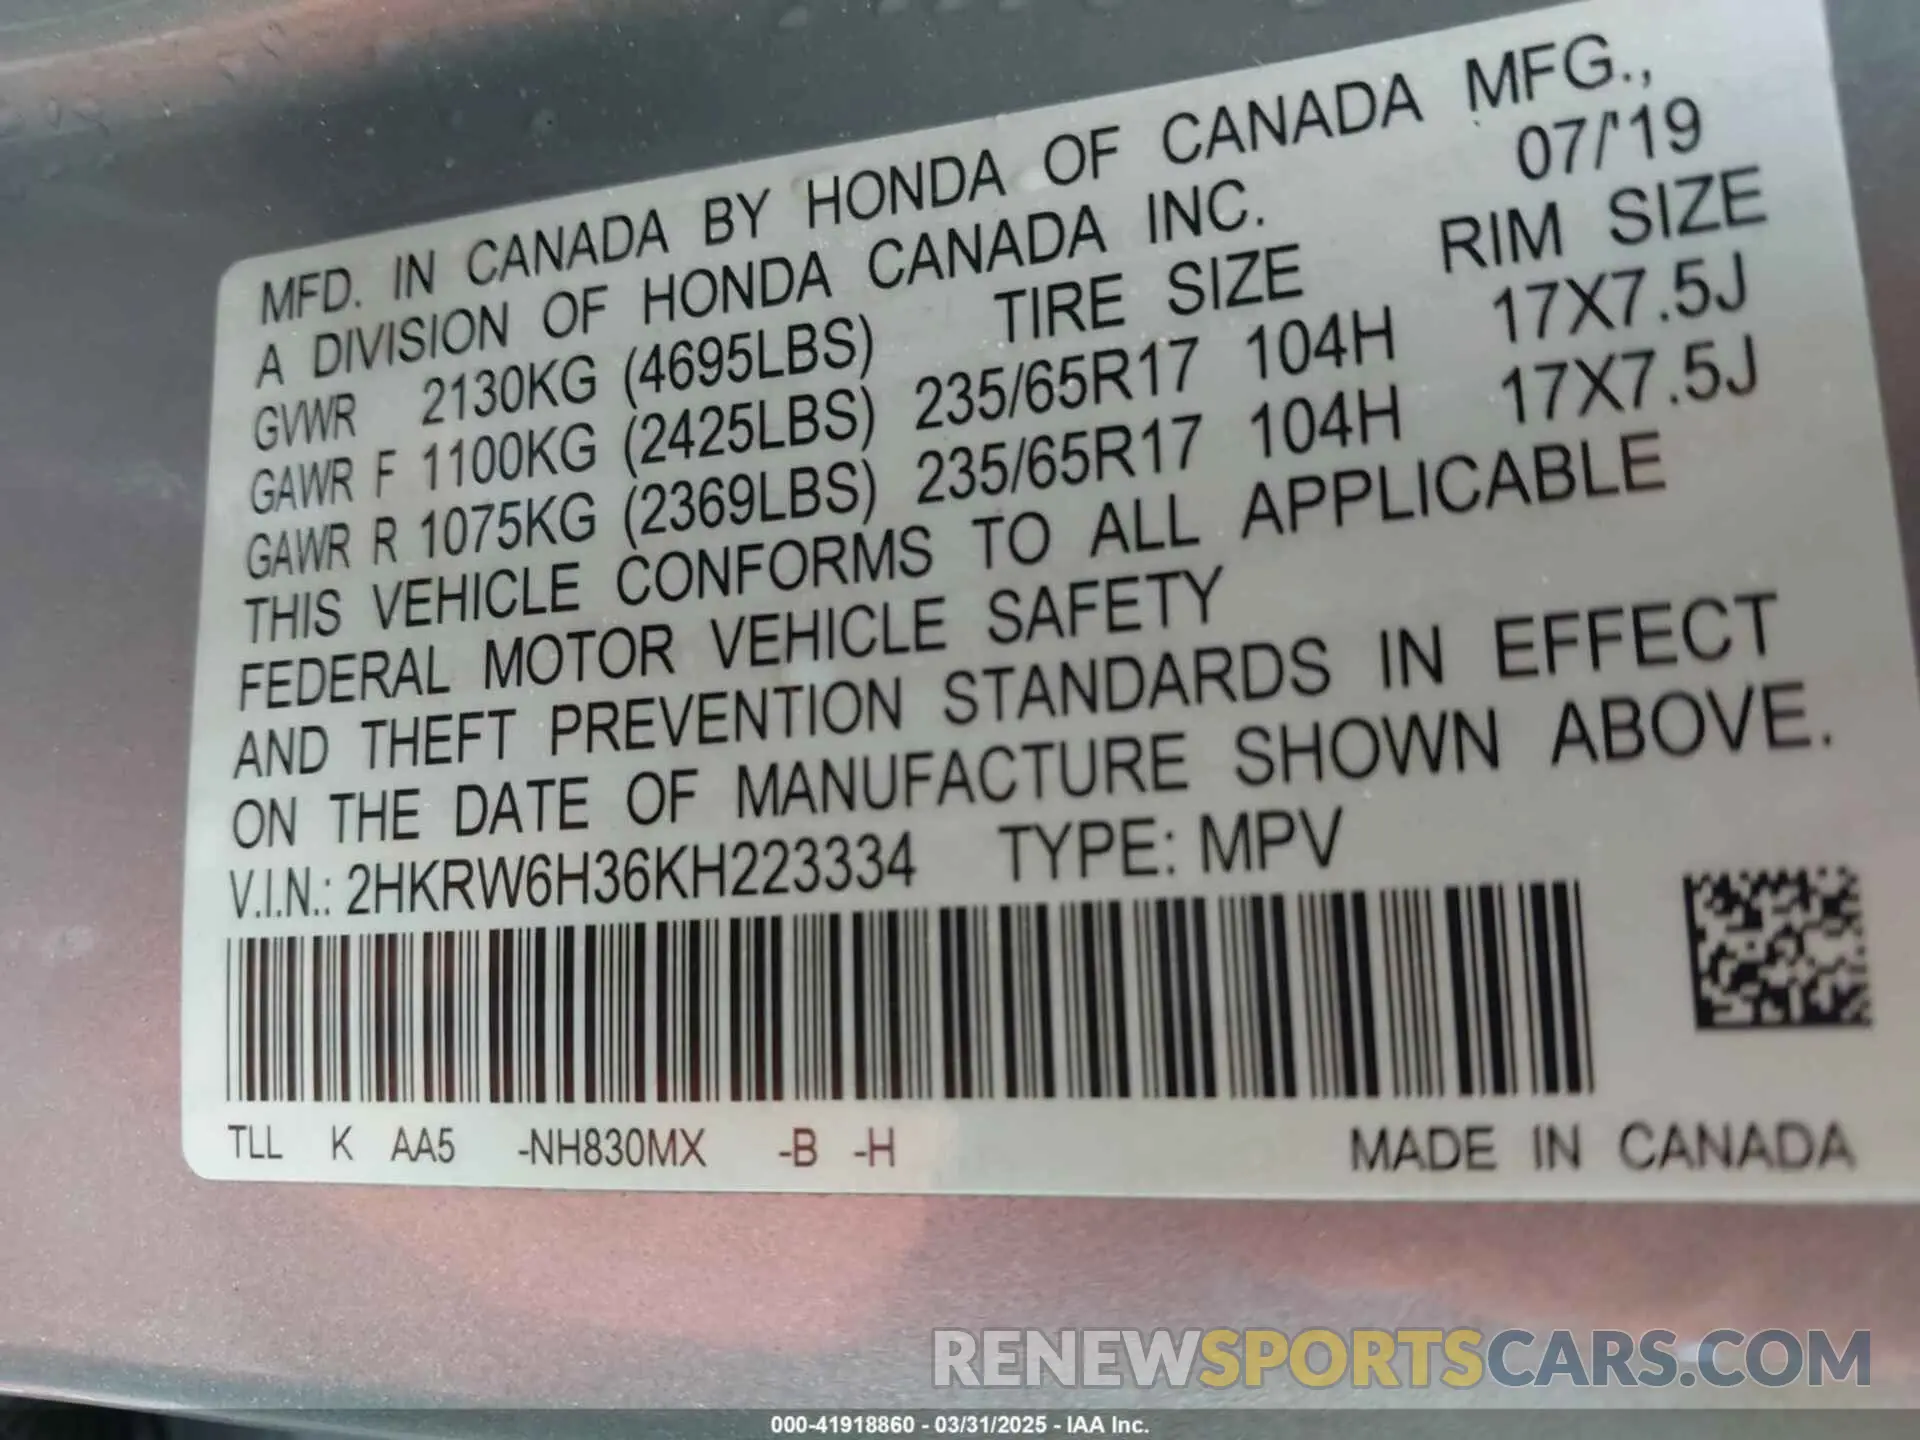 MFD. IN CANADA BY HONDA OF CANADA MFG.,
A DIVISION OF HONDA CANADA INC. 07/'19
TIRE SIZE RIM SIZE
GVWR 2130KG (4695LBS)
GAWR F 1100KG (2425LBS) 235/65R17 104H 17X7.5J
GAWR R 1075KG (2369LBS) 235/65R17 104H 17X7.5J
THIS VEHICLE CONFORMS TO ALL APPLICABLE
FEDERAL MOTOR VEHICLE SAFETY
AND THEFT PREVENTION STANDARDS IN EFFECT
ON THE DATE OF MANUFACTURE SHOWN ABOVE.
V.I.N.: 2HKRW6H36KH223334 TYPE: MPV
TLL K AA5 -NH830MX -B -H MADE IN CANADA
RENEWSPORTSCARS.COM
000-41918860 - 03/31/2025 - IAA Inc.